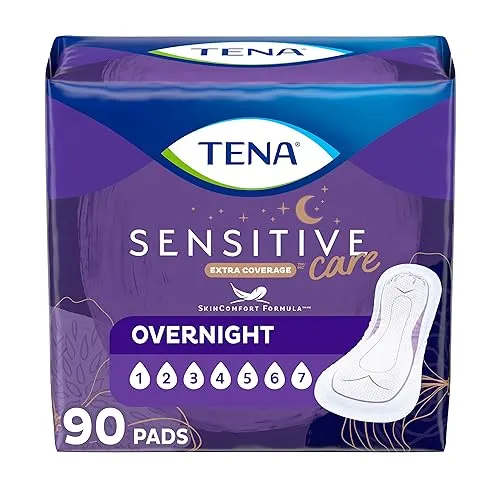 TENA®
SENSITIVE
EXTRA COVERAGE
care
SKINCOMFORT FORMULA
OVERNIGHT
1 2 3 4 5 6 7
90 PADS